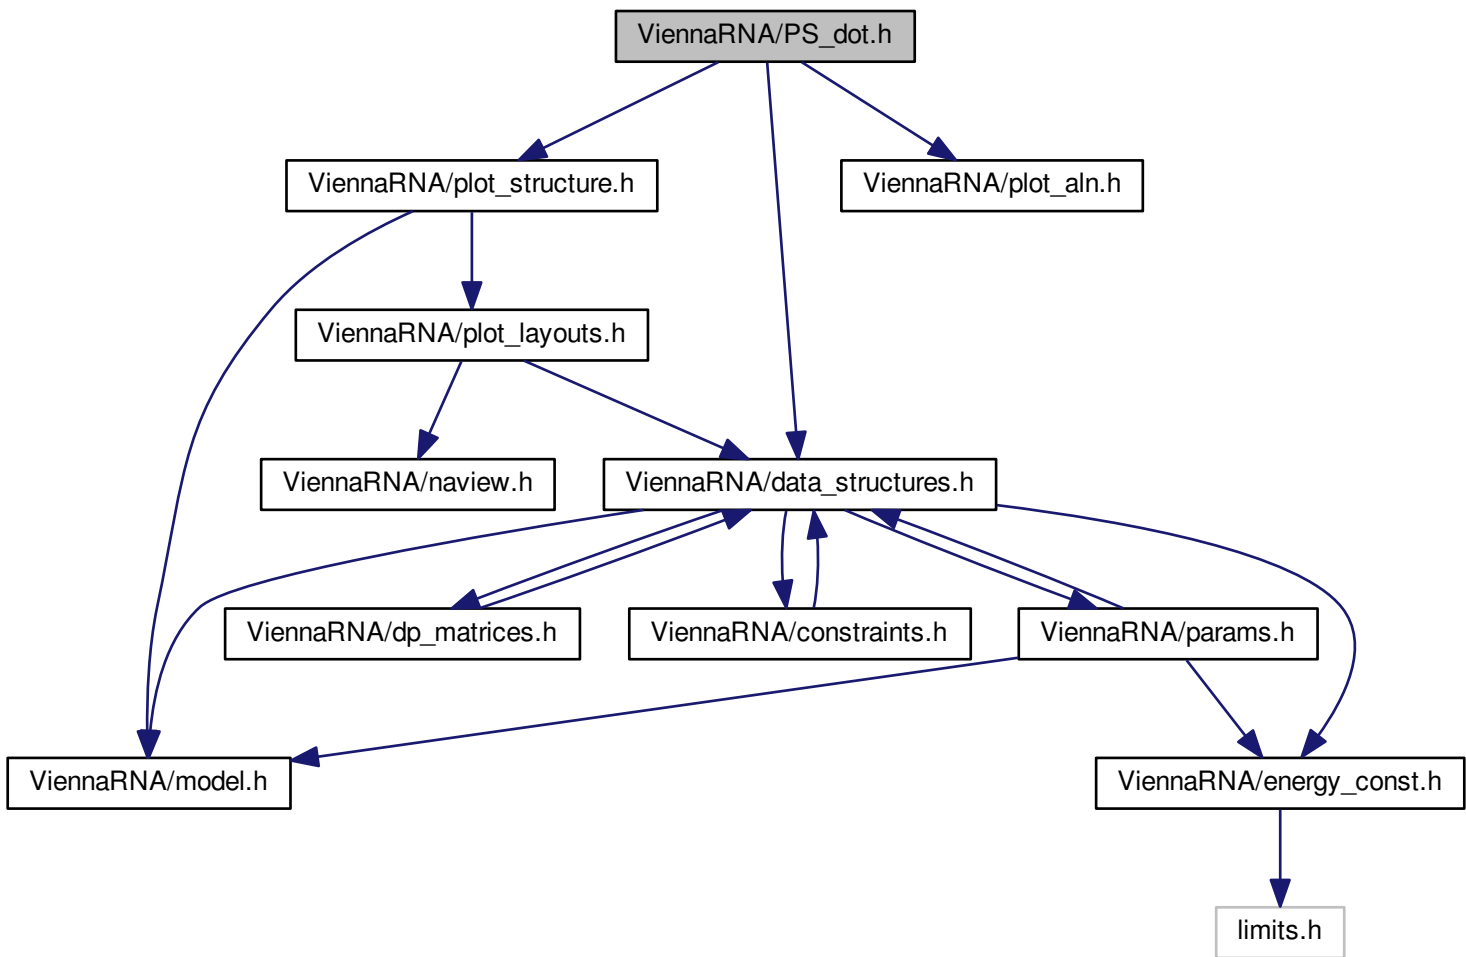 ViennaRNA/PS_dot.h
ViennaRNA/plot_structure.h
ViennaRNA/plot_aln.h
ViennaRNA/plot_layouts.h
ViennaRNA/naview.h
ViennaRNA/data_structures.h
ViennaRNA/dp_matrices.h
ViennaRNA/constraints.h
ViennaRNA/params.h
ViennaRNA/model.h
ViennaRNA/energy_const.h
limits.h